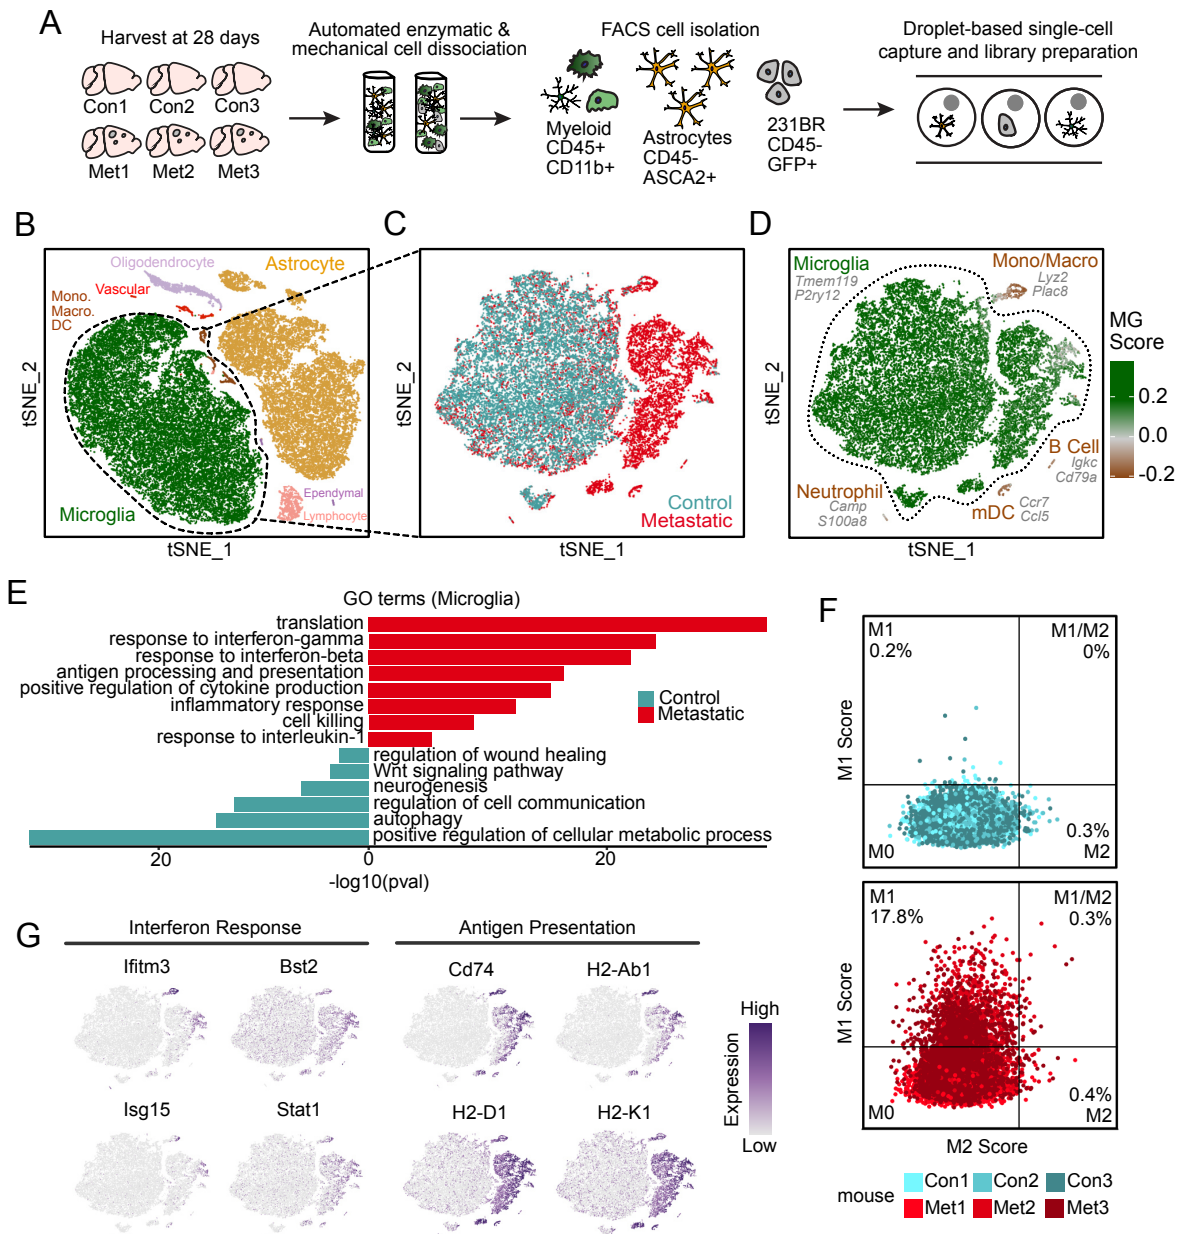 A
Harvest at 28 days
Con1 Con2 Con3
Met1 Met2 Met3
Automated enzymatic &
mechanical cell dissociation
FACS cell isolation
Myeloid
CD45+
CD11b+
Astrocytes
CD45-
ASCA2+
231BR
CD45-
GFP+
Droplet-based single-cell
capture and library preparation
B
Oligodendrocyte
Astrocyte
Vascular
Mono.
Macro.
DC
Microglia
Ependymal
Lymphocyte
tSNE_2
tSNE_1
C
Control
Metastatic
tSNE_2
tSNE_1
D
Microglia
Tmem119
P2ry12
Mono/Macro
Lyz2
Plac8
B Cell
Igkc
Cd79a
Neutrophil
Camp
S100a8
mDC
Ccr7
Ccl5
tSNE_2
tSNE_1
MG
Score
0.2
0.0
-0.2
E
GO terms (Microglia)
translation
response to interferon-gamma
response to interferon-beta
antigen processing and presentation
positive regulation of cytokine production
inflammatory response
cell killing
response to interleukin-1
regulation of wound healing
Wnt signaling pathway
neurogenesis
regulation of cell communication
autophagy
positive regulation of cellular metabolic process
Control
Metastatic
20 0 20
-log10(pval)
F
M1
0.2%
M1/M2
0%
M0
0.3%
M2
M1 Score
M1
17.8%
M1/M2
0.3%
M0
0.4%
M2
M1 Score
M2 Score
mouse
Con1 Con2 Con3
Met1 Met2 Met3
G
Interferon Response
Antigen Presentation
Ifitm3
Bst2
Cd74
H2-Ab1
Isg15
Stat1
H2-D1
H2-K1
High
Expression
Low